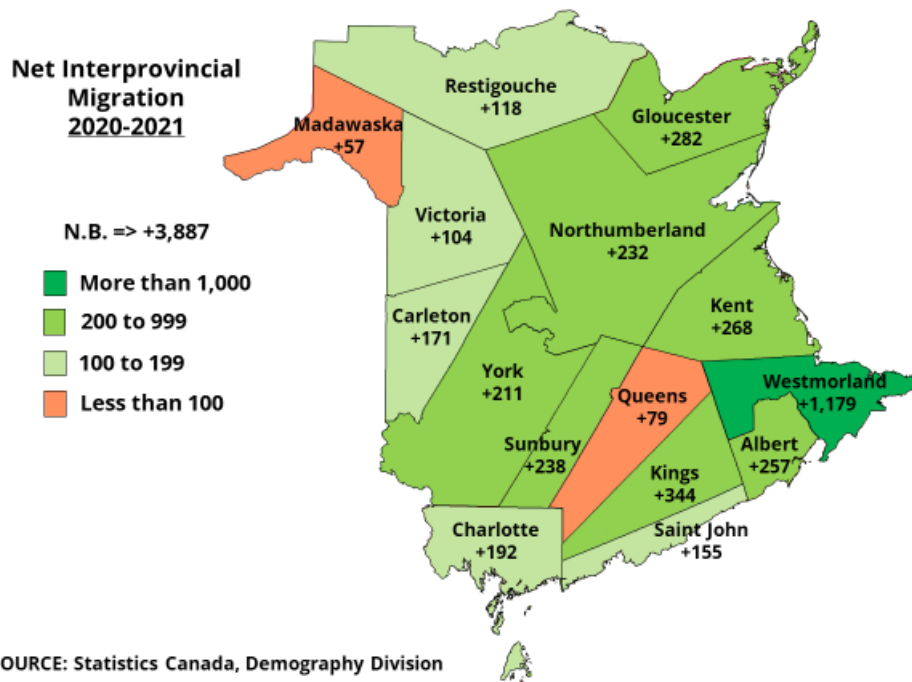 Net Interprovincial
Migration
2020-2021
N.B. => +3,887
More than 1,000
200 to 999
100 to 199
Less than 100
Restigouche
+118
Gloucester
+282
Madawaska
+57
Victoria
+104
Northumberland
+232
Carleton
+171
Kent
+268
York
+211
Westmorland
+1,179
Queens
+79
Sunbury
+238
Albert
+257
Kings
+344
Charlotte
+192
Saint John
+155
OURCE: Statistics Canada, Demography Division